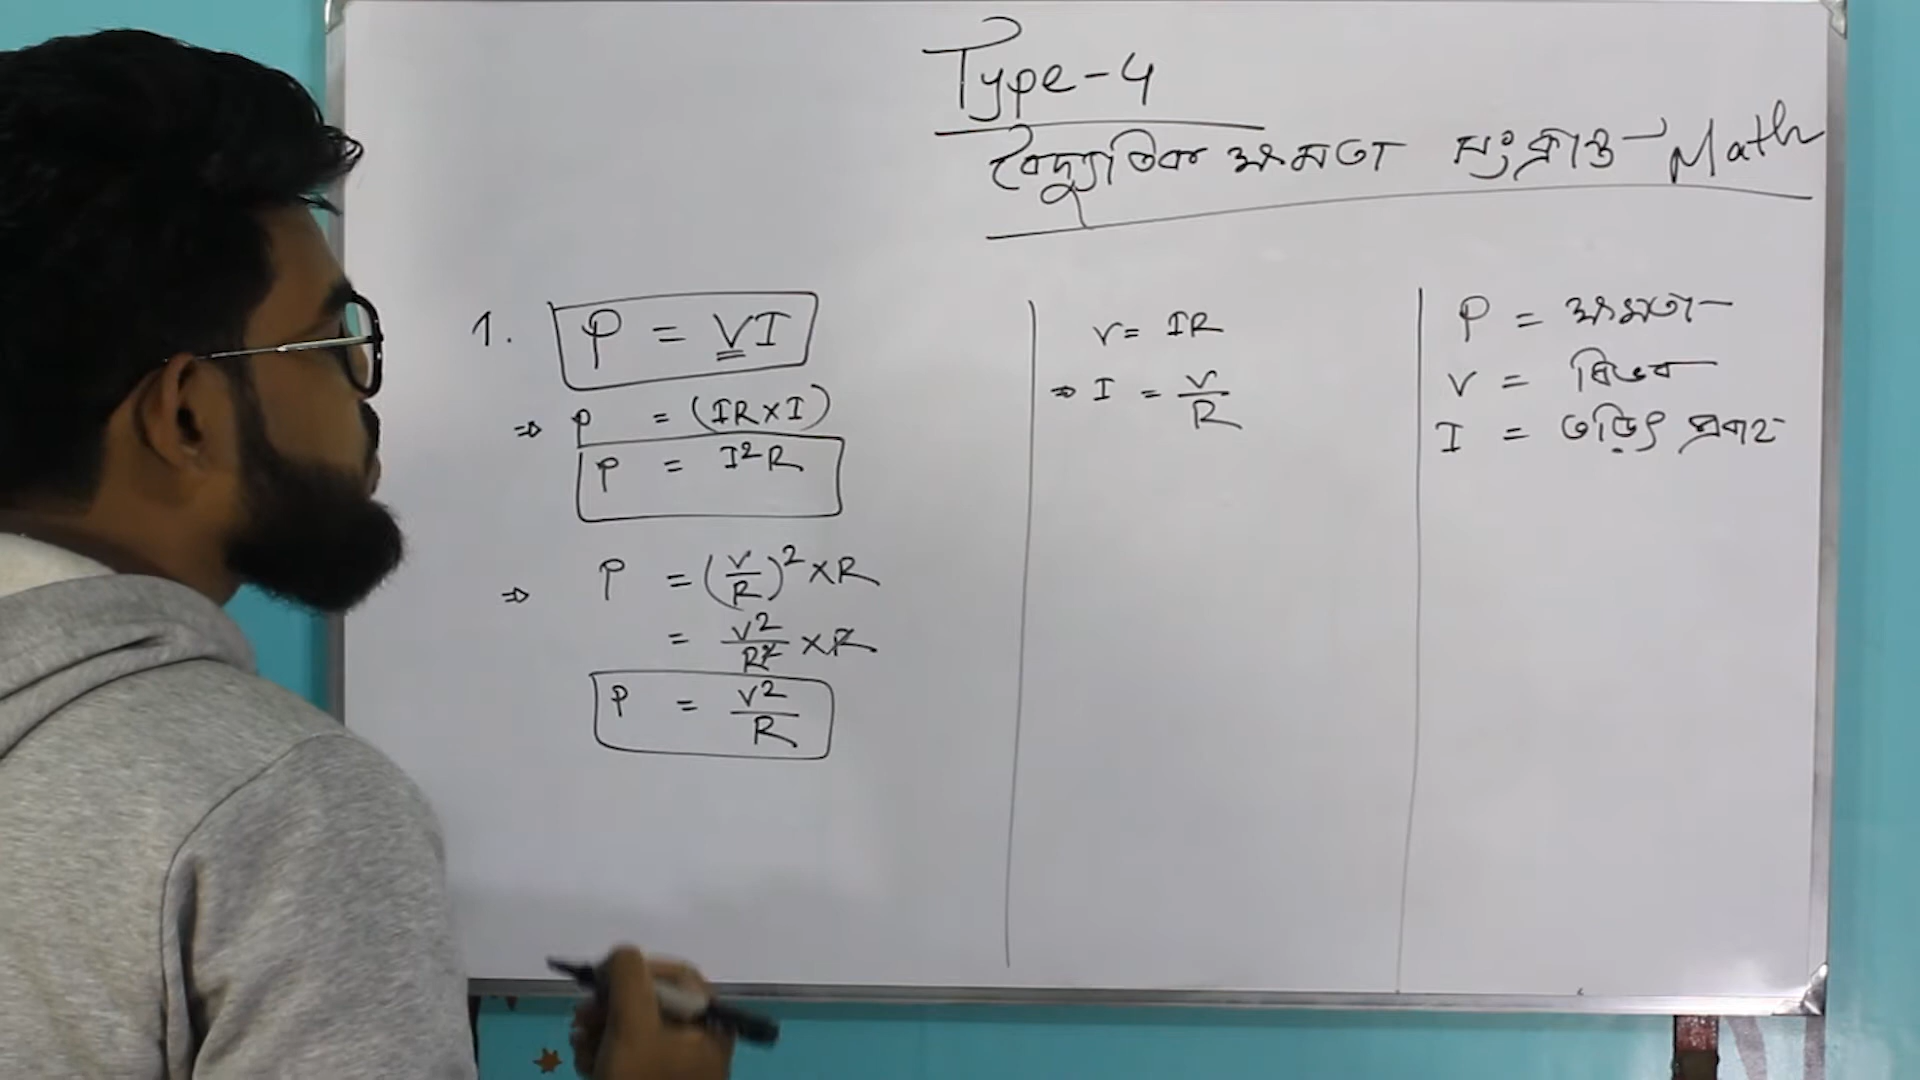 Type-4
বৈদ্যুতিক ক্ষমতা সংক্রান্ত Math
1. P = VI
⇒ P = (IR×I)
P = I²R
⇒ P = (V/R)² × R
= V²/R² × R
P = V²/R
V = IR
⇒ I = V/R
P = ক্ষমতা
V = বিভব
I = তড়িৎ প্রবাহ